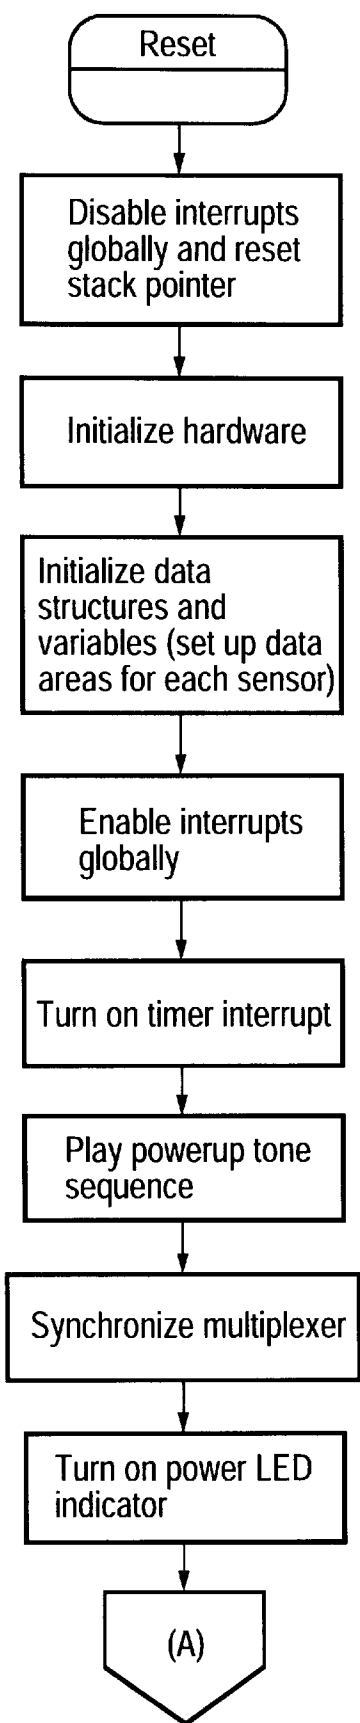 Reset
Disable interrupts
globally and reset
stack pointer
Initialize hardware
Initialize data
structures and
variables (set up data
areas for each sensor)
Enable interrupts
globally
Turn on timer interrupt
Play powerup tone
sequence
Synchronize multiplexer
Turn on power LED
indicator
(A)